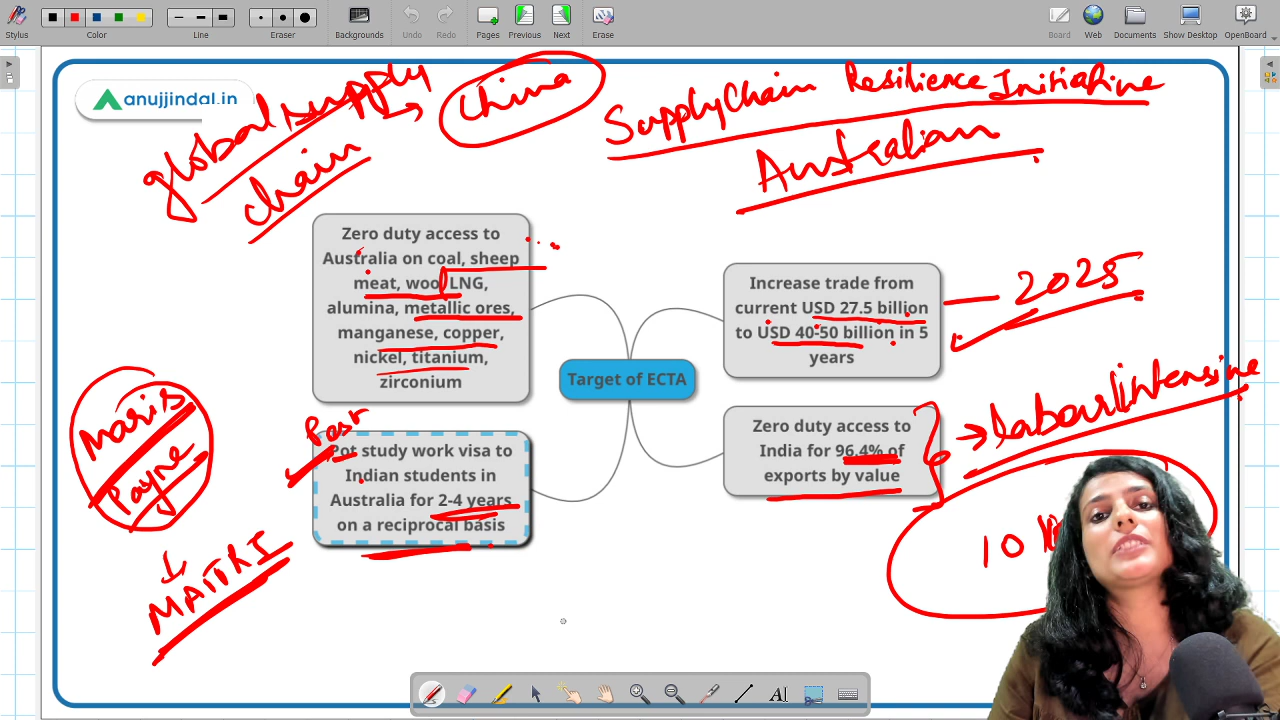 Stylus
Color
Line
Eraser
Backgrounds
Undo
Redo
Pages
Previous
Next
Erase
Board
Web
Documents
Show Desktop
OpenBoard
anujjindal.in
global supply
chain
China
Supply Chain Resilience Initiative
Australian
Zero duty access to
Australia on coal, sheep
meat, wool, LNG,
alumina, metallic ores,
manganese, copper,
nickel, titanium,
zirconium
Increase trade from
current USD 27.5 billion
to USD 40-50 billion in 5
years
2025
Target of ECTA
Zero duty access to
India for 96.4% of
exports by value
labour intensive
10
Post
Pot study work visa to
Indian students in
Australia for 2-4 years
on a reciprocal basis
Maris
Payne
MAITRI